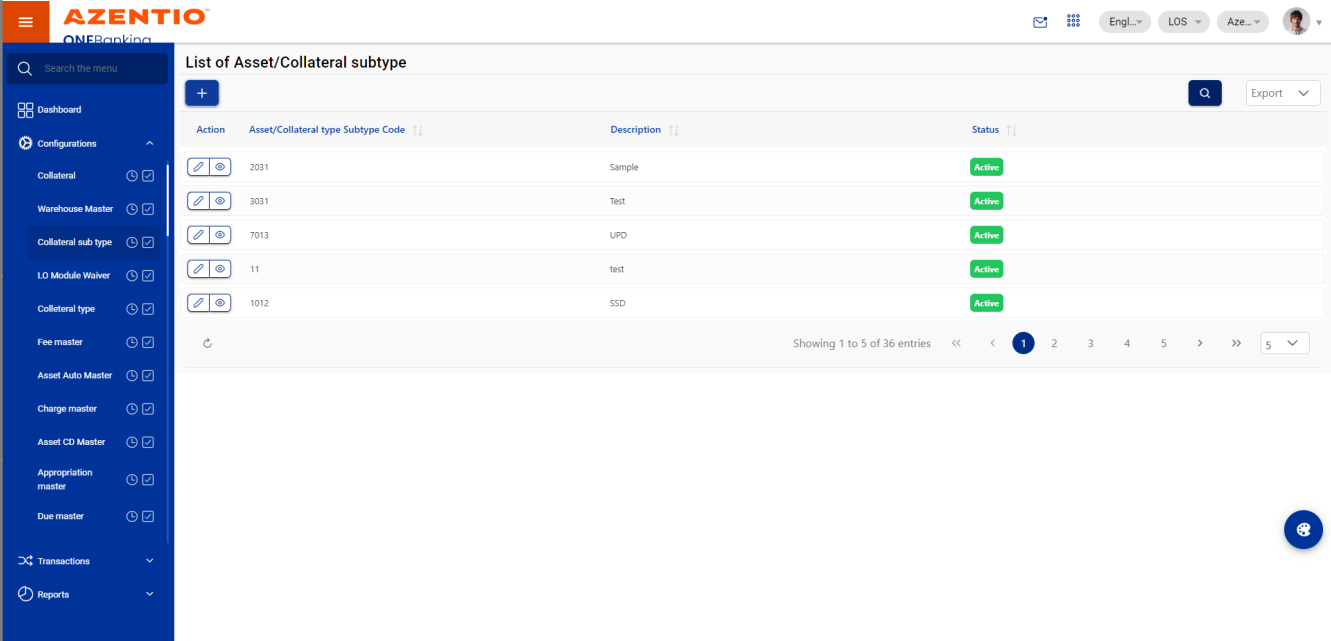 AZENTIO™
ONEBanking
Engl...
LOS
Aze...
Search the menu
Dashboard
Configurations
Collateral
Warehouse Master
Collateral sub type
LO Module Waiver
Colleteral type
Fee master
Asset Auto Master
Charge master
Asset CD Master
Appropriation
master
Due master
Transactions
Reports
List of Asset/Collateral subtype
+
Export
Action Asset/Collateral type Subtype Code Description Status
2031 Sample Active
3031 Test Active
7013 UPD Active
11 test Active
1012 SSD Active
Showing 1 to 5 of 36 entries « < 1 2 3 4 5 > » 5